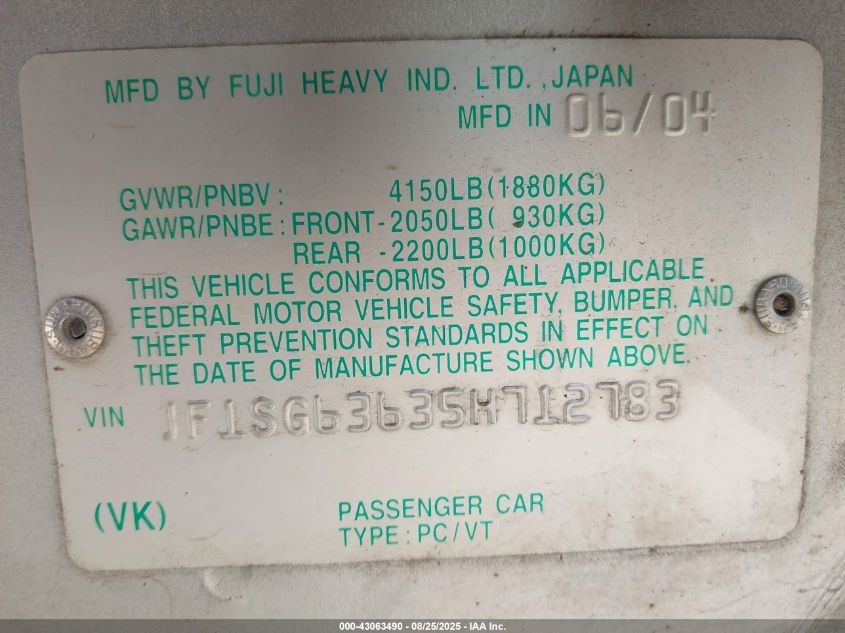 MFD BY FUJI HEAVY IND. LTD.,JAPAN
MFD IN 06/04
GVWR/PNBV: 4150LB(1880KG)
GAWR/PNBE:FRONT-2050LB( 930KG)
REAR -2200LB(1000KG)
THIS VEHICLE CONFORMS TO ALL APPLICABLE
FEDERAL MOTOR VEHICLE SAFETY, BUMPER, AND
THEFT PREVENTION STANDARDS IN EFFECT ON
THE DATE OF MANUFACTURE SHOWN ABOVE.
VIN JF1SG63635H712783
(VK) PASSENGER CAR
TYPE:PC/VT
000-43063490 - 08/25/2025 - IAA Inc.